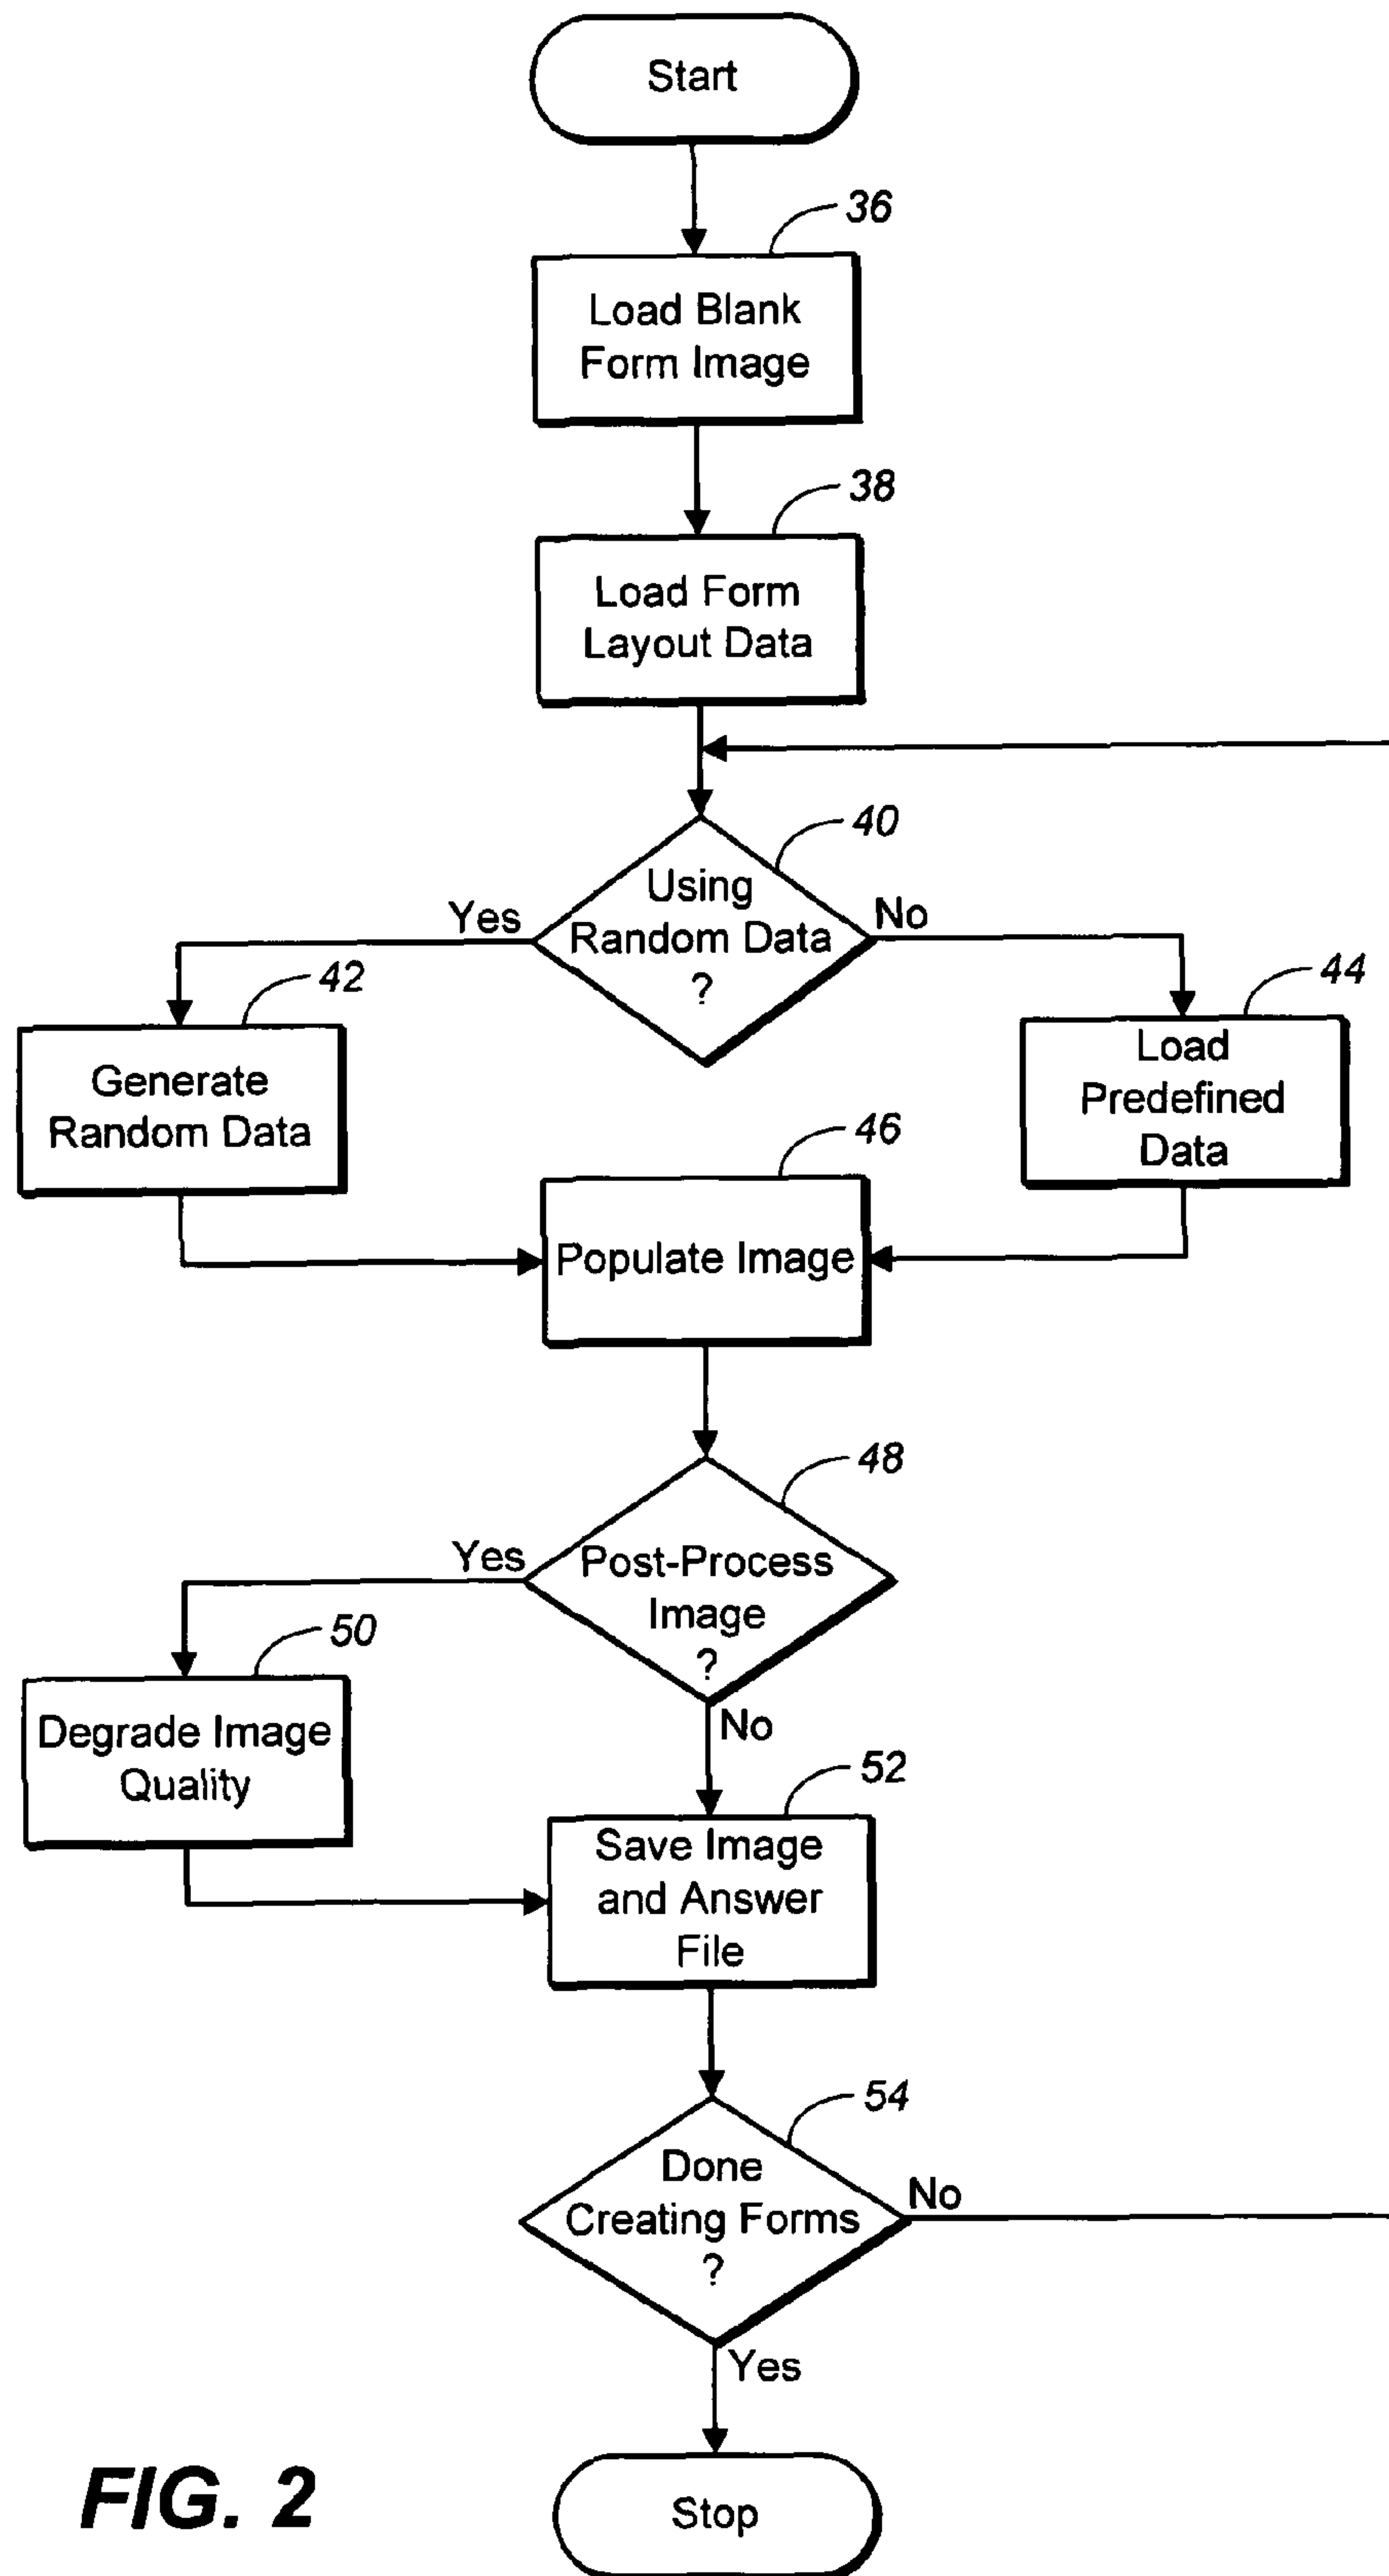 Start
36
Load Blank
Form Image
38
Load Form
Layout Data
40
Using
Random Data
?
Yes
No
42
Generate
Random Data
44
Load
Predefined
Data
46
Populate Image
48
Post-Process
Image
?
Yes
No
50
Degrade Image
Quality
52
Save Image
and Answer
File
54
Done
Creating Forms
?
No
Yes
Stop
FIG. 2